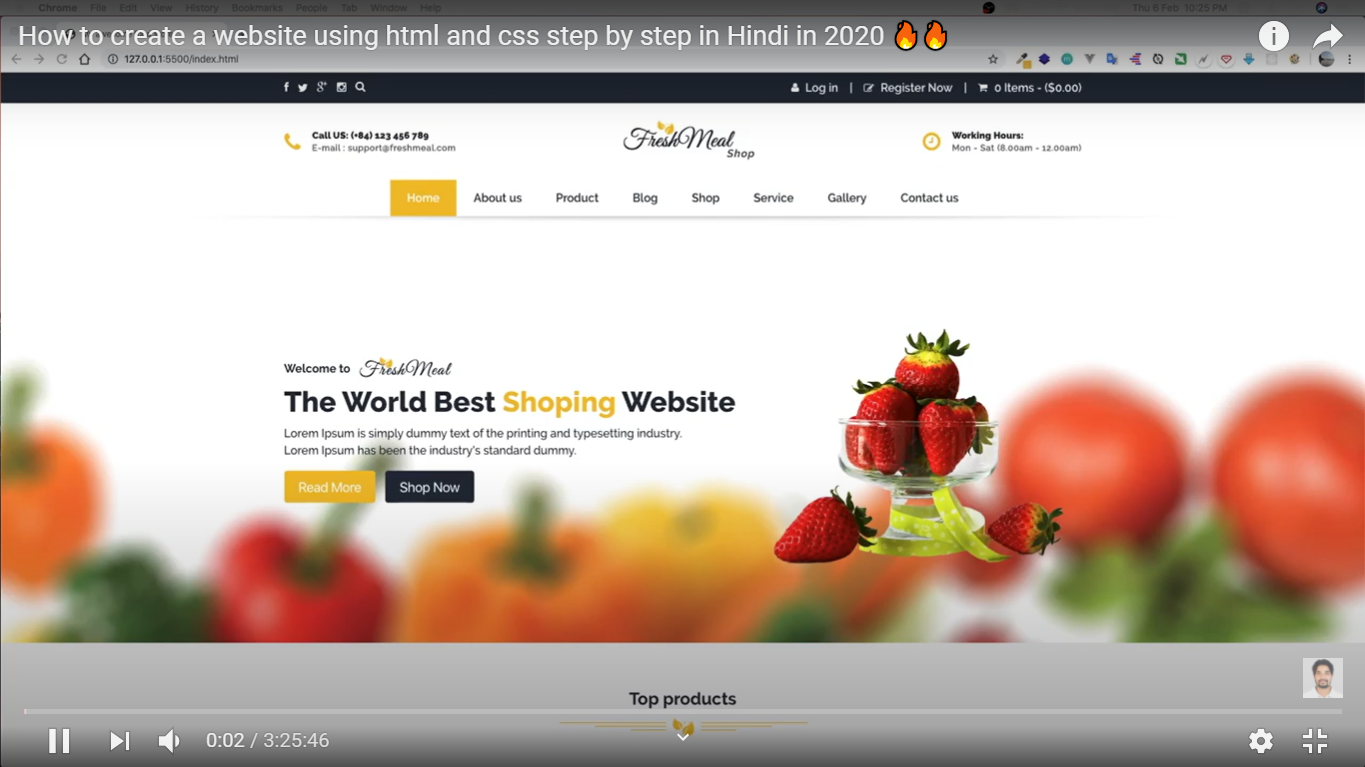 Chrome File Edit View History Bookmarks People Tab Window Help Thu 6 Feb 10:25 PM
How to create a website using html and css step by step in Hindi in 2020 🔥🔥
127.0.0.1:5500/index.html
Log in | Register Now | 0 Items - ($0.00)
Call US: (+84) 123 456 789
E-mail : support@freshmeal.com
FreshMeal
Shop
Working Hours:
Mon - Sat (8.00am - 12.00am)
Home About us Product Blog Shop Service Gallery Contact us
Welcome to FreshMeal
The World Best Shoping Website
Lorem Ipsum is simply dummy text of the printing and typesetting industry.
Lorem Ipsum has been the industry's standard dummy.
Read More Shop Now
Top products
0:02 / 3:25:46